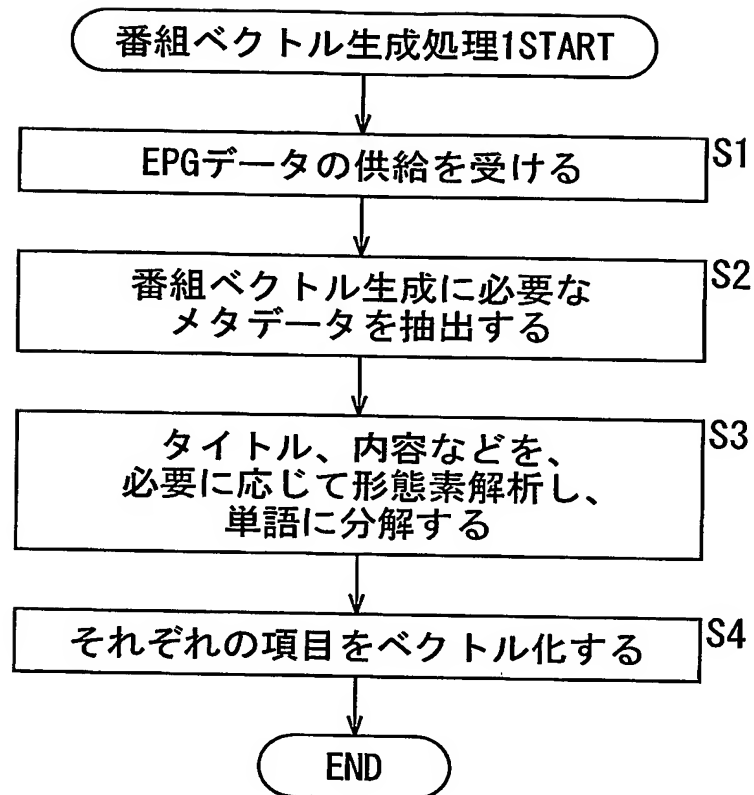 番組ベクトル生成処理1START
EPGデータの供給を受ける
S1
番組ベクトル生成に必要な
メタデータを抽出する
S2
タイトル、内容などを、
必要に応じて形態素解析し、
単語に分解する
S3
それぞれの項目をベクトル化する
S4
END